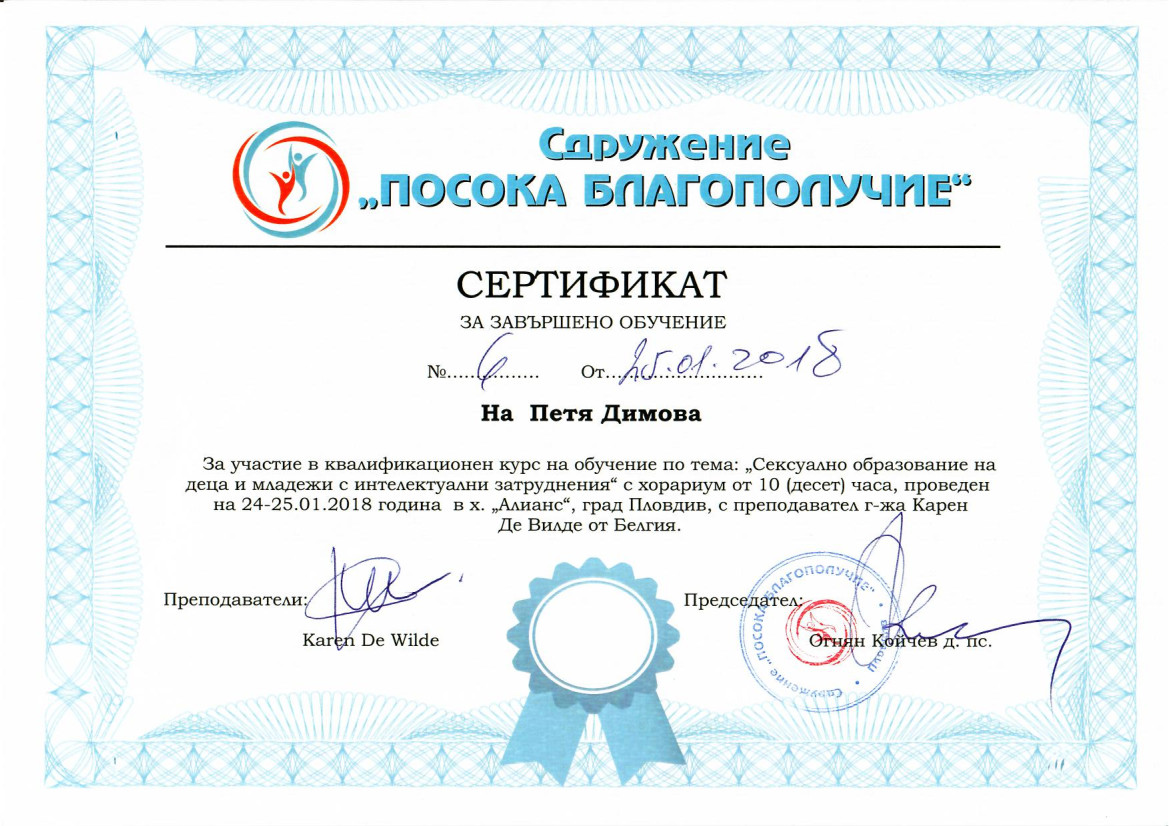 Сдружение
„ПОСОКА БЛАГОПОЛУЧИЕ“
СЕРТИФИКАТ
ЗА ЗАВЪРШЕНО ОБУЧЕНИЕ
№......6......... От...25.01.2018
На Петя Димова
За участие в квалификационен курс на обучение по тема: „Сексуално образование на
деца и младежи с интелектуални затруднения“ с хорариум от 10 (десет) часа, проведен
на 24-25.01.2018 година в х. „Алианс“, град Пловдив, с преподавател г-жа Карен
Де Вилде от Белгия.
Преподаватели:
Karen De Wilde
Председател:
Огнян Койчев д. пс.
Сдружение „ПОСОКА БЛАГОПОЛУЧИЕ“